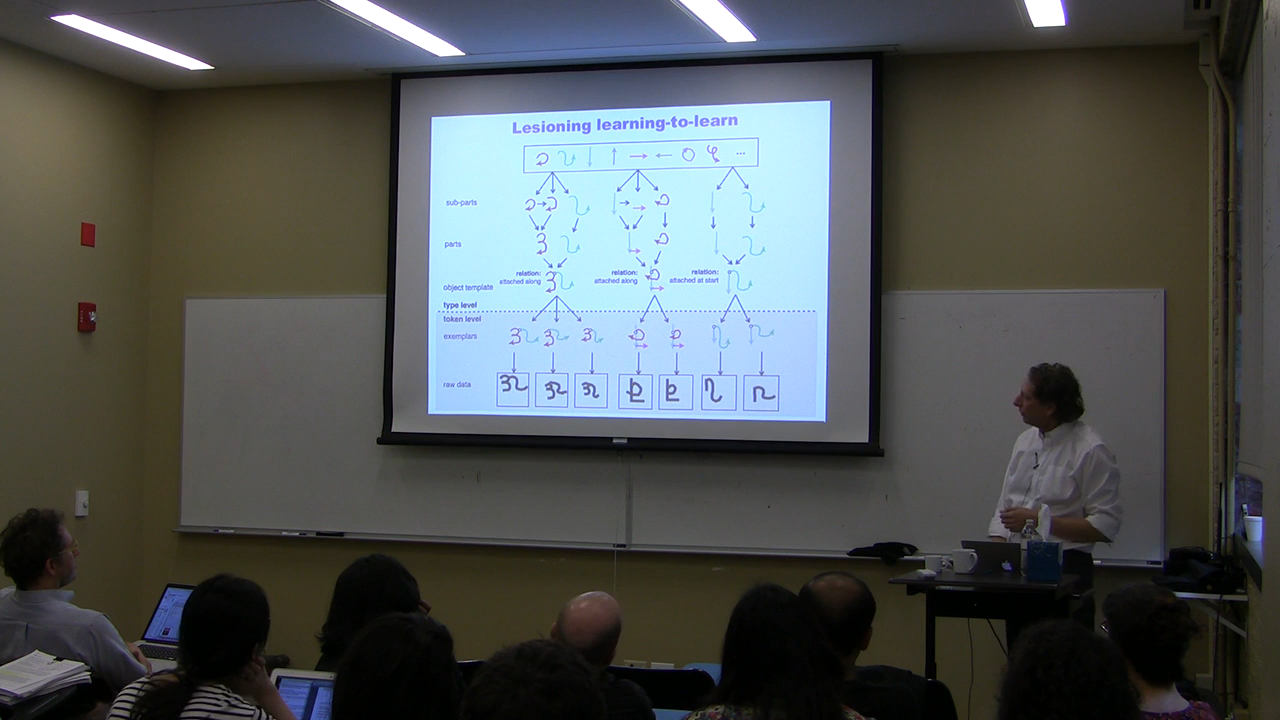 Lesioning learning-to-learn
...
sub-parts
parts
relation:
attached along
relation:
attached along
relation:
attached at start
object template
type level
token level
exemplars
raw data